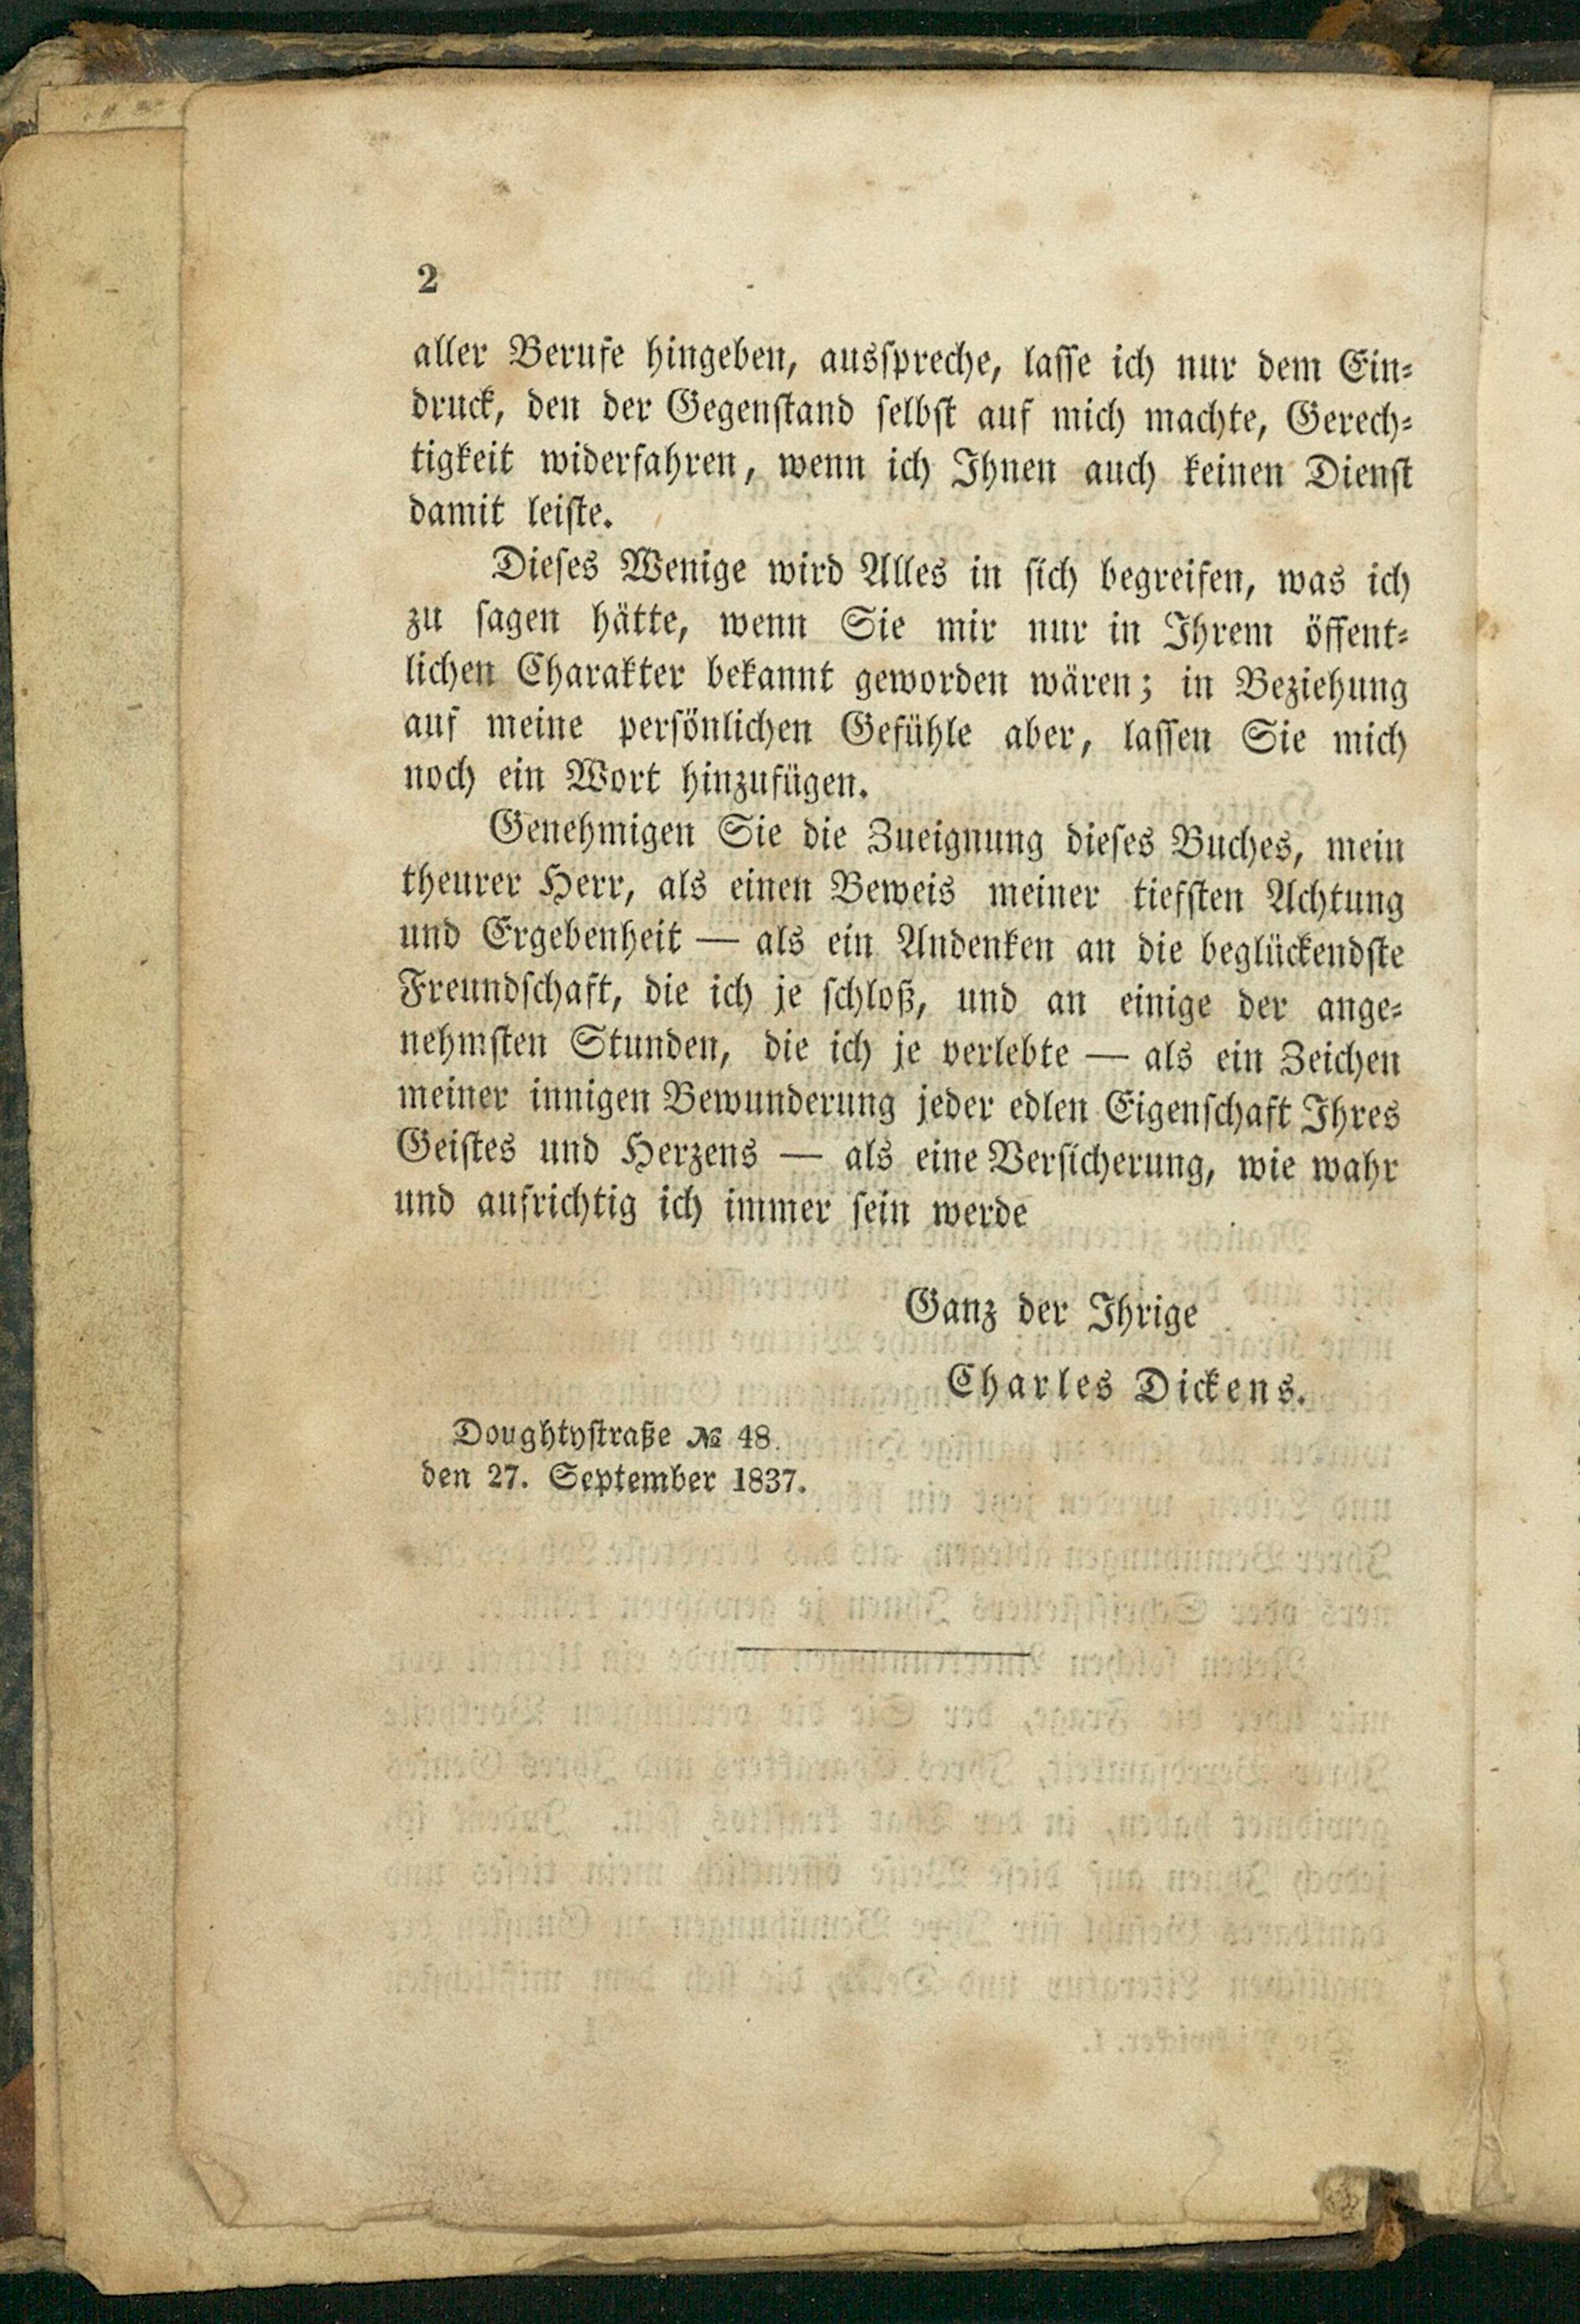 2
aller Berufe hingeben, ausspreche, lasse ich nur dem Ein-
druck, den der Gegenstand selbst auf mich machte, Gerech-
tigkeit widerfahren, wenn ich Ihnen auch keinen Dienst
damit leiste.
Dieses Wenige wird Alles in sich begreifen, was ich
zu sagen hätte, wenn Sie mir nur in Ihrem öffent-
lichen Charakter bekannt geworden wären; in Beziehung
auf meine persönlichen Gefühle aber, lassen Sie mich
noch ein Wort hinzufügen.
Genehmigen Sie die Zueignung dieses Buches, mein
theurer Herr, als einen Beweis meiner tiefsten Achtung
und Ergebenheit — als ein Andenken an die beglückendste
Freundschaft, die ich je schloß, und an einige der ange-
nehmsten Stunden, die ich je verlebte — als ein Zeichen
meiner innigen Bewunderung jeder edlen Eigenschaft Ihres
Geistes und Herzens — als eine Versicherung, wie wahr
und aufrichtig ich immer sein werde
Ganz der Ihrige
Charles Dickens.
Doughtystraße № 48.
den 27. September 1837.